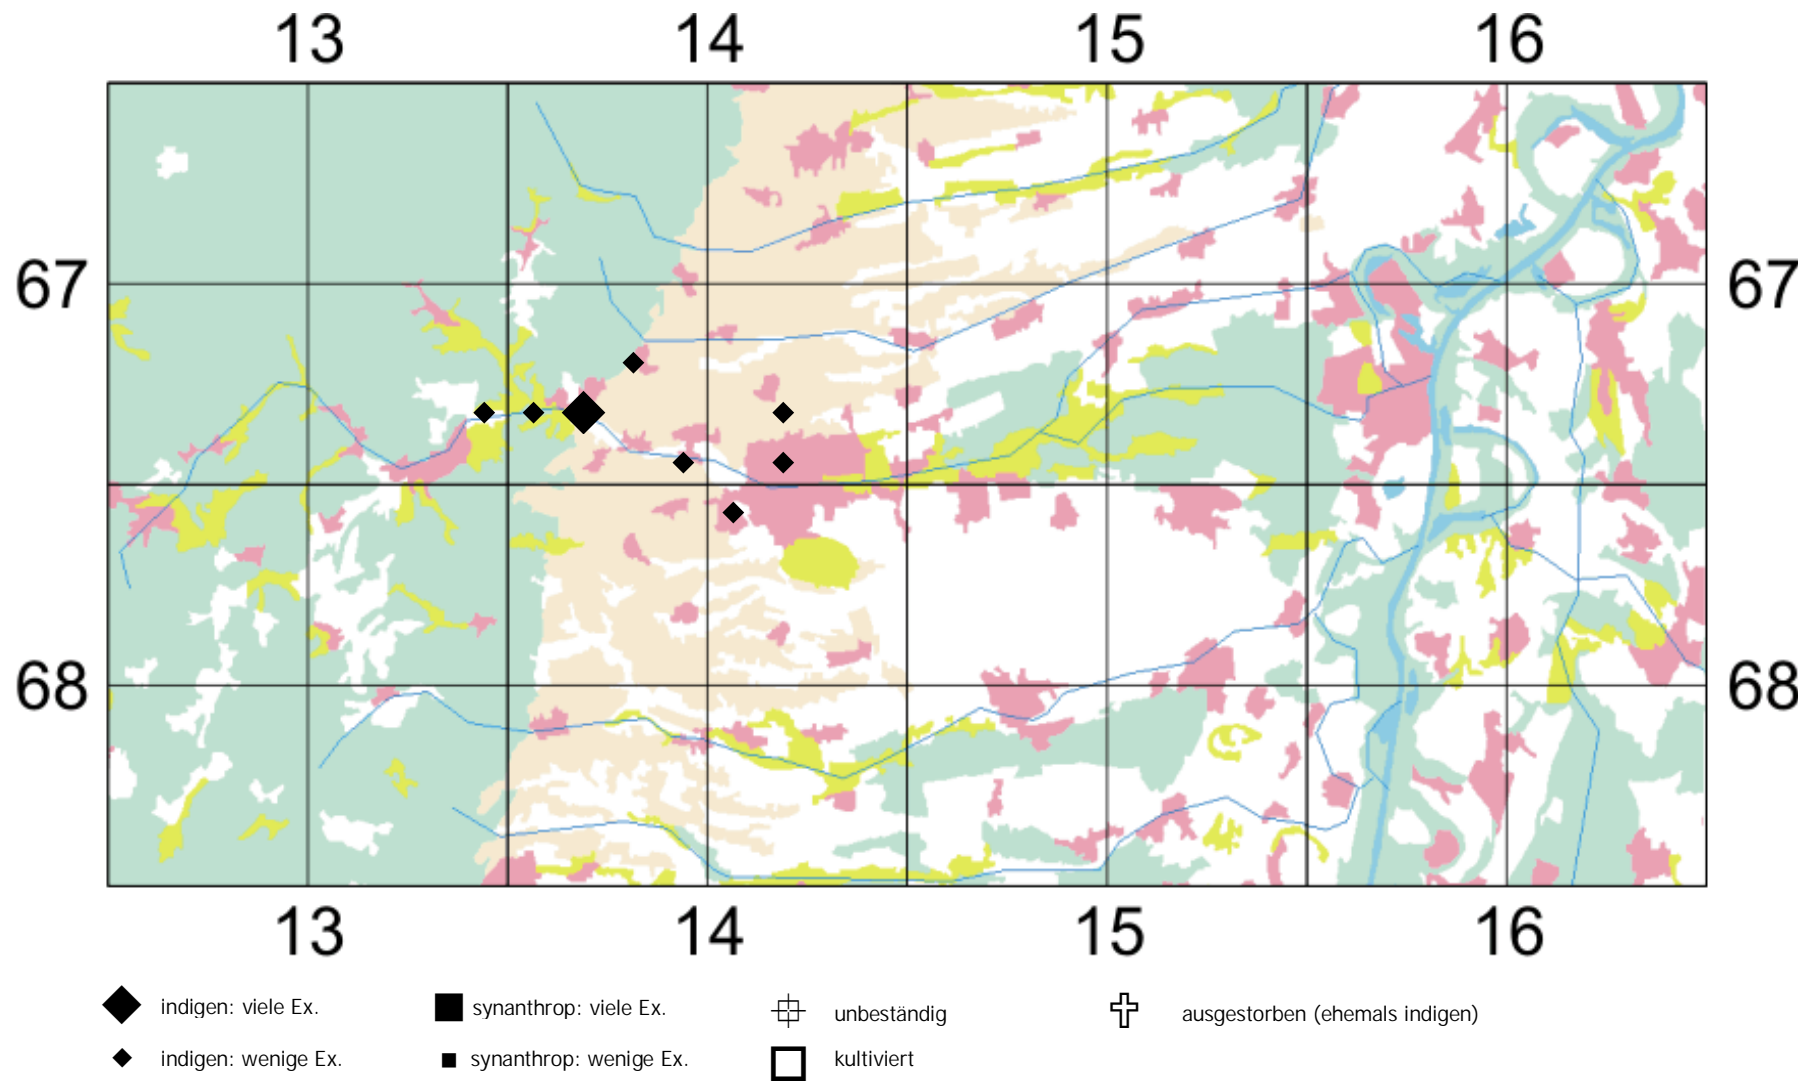 13 14 15 16
67 67
68 68
13 14 15 16
indigen: viele Ex. synanthrop: viele Ex. unbeständig ausgestorben (ehemals indigen)
indigen: wenige Ex. synanthrop: wenige Ex. kultiviert